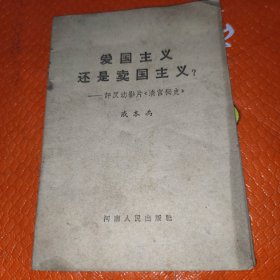 爱国主义
还是卖国主义？
——评反动影片《清宫秘史》
戚本禹
河南人民出版社